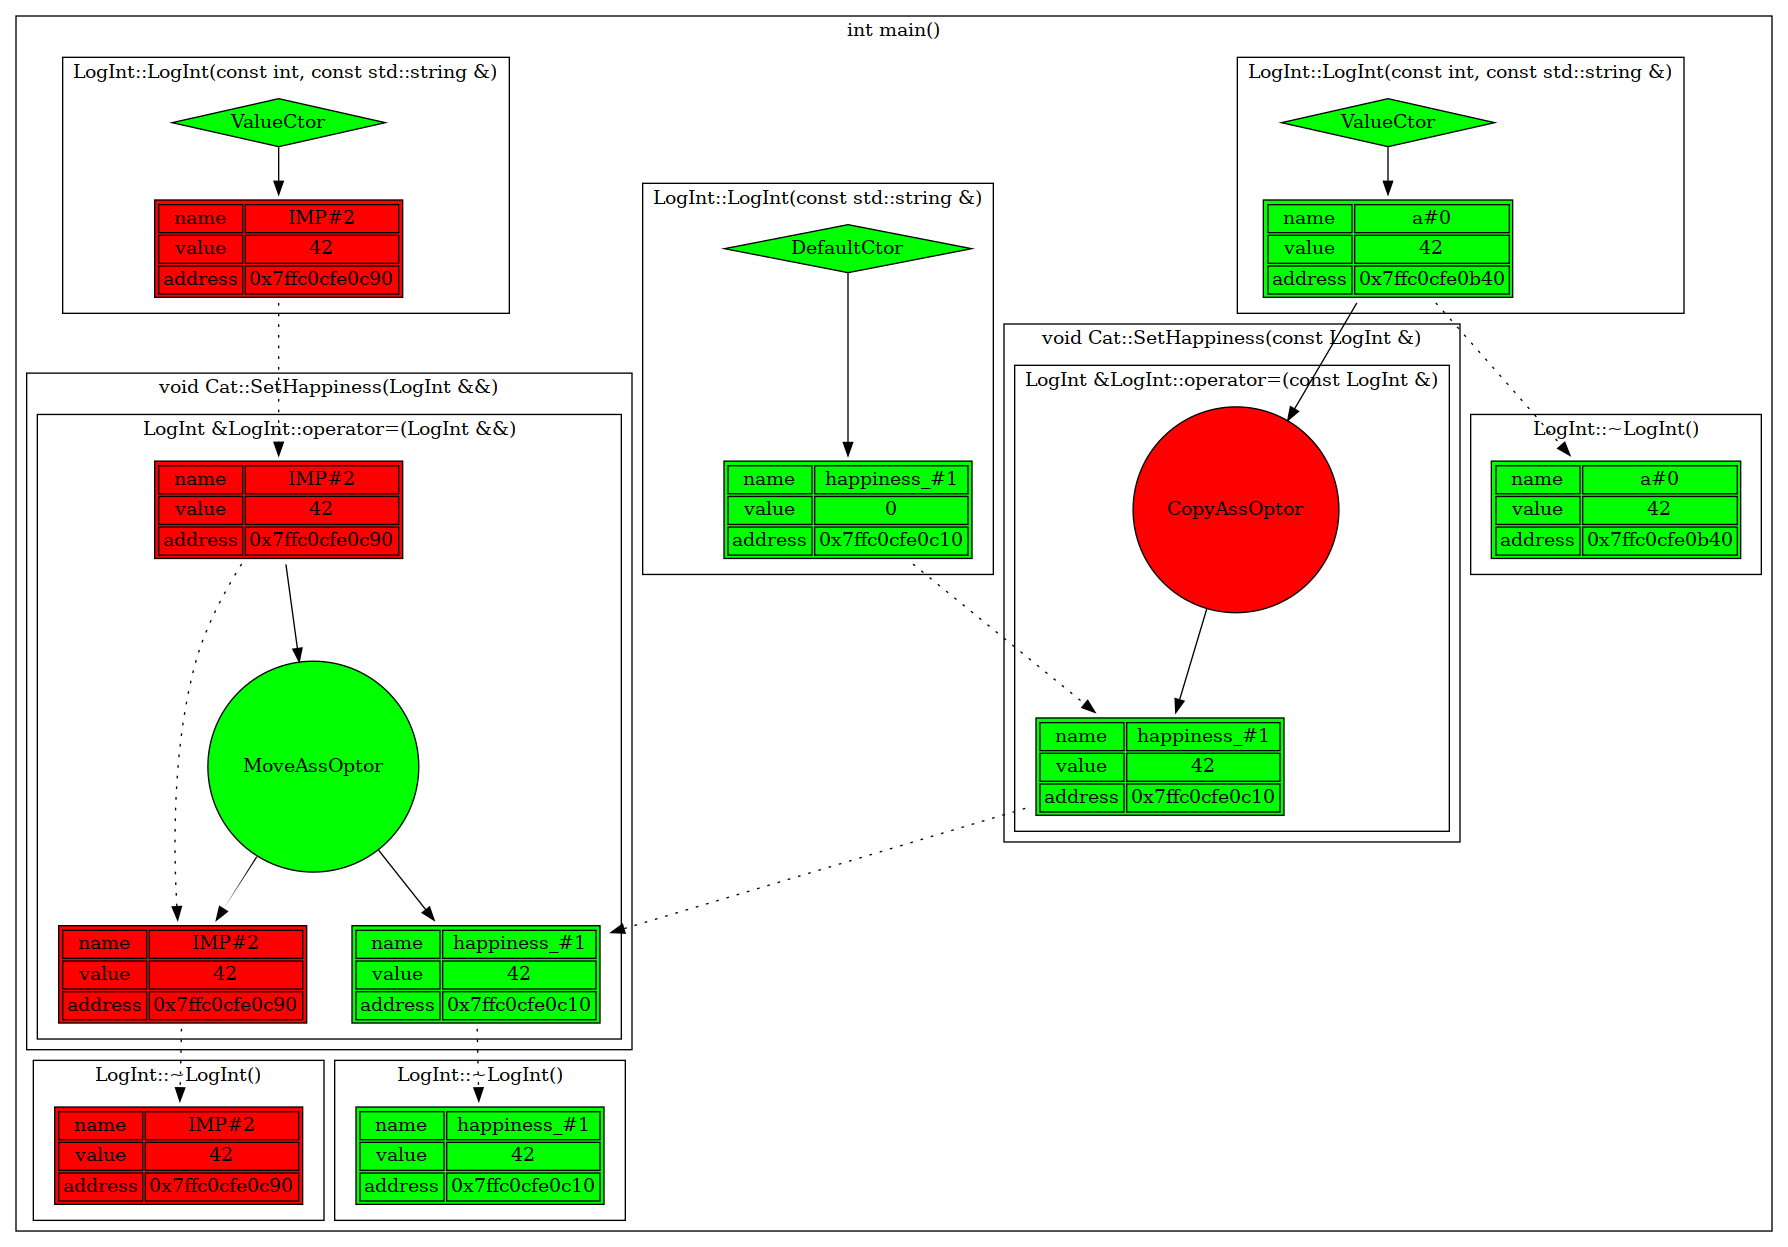 int main()
LogInt::LogInt(const int, const std::string &)
ValueCtor
name IMP#2
value 42
address 0x7ffc0cfe0c90
LogInt::LogInt(const int, const std::string &)
ValueCtor
name a#0
value 42
address 0x7ffc0cfe0b40
LogInt::LogInt(const std::string &)
DefaultCtor
name happiness_#1
value 0
address 0x7ffc0cfe0c10
void Cat::SetHappiness(const LogInt &)
LogInt &LogInt::operator=(const LogInt &)
CopyAssOptor
name happiness_#1
value 42
address 0x7ffc0cfe0c10
LogInt::~LogInt()
name a#0
value 42
address 0x7ffc0cfe0b40
void Cat::SetHappiness(LogInt &&)
LogInt &LogInt::operator=(LogInt &&)
name IMP#2
value 42
address 0x7ffc0cfe0c90
MoveAssOptor
name IMP#2
value 42
address 0x7ffc0cfe0c90
name happiness_#1
value 42
address 0x7ffc0cfe0c10
LogInt::~LogInt()
name IMP#2
value 42
address 0x7ffc0cfe0c90
LogInt::~LogInt()
name happiness_#1
value 42
address 0x7ffc0cfe0c10